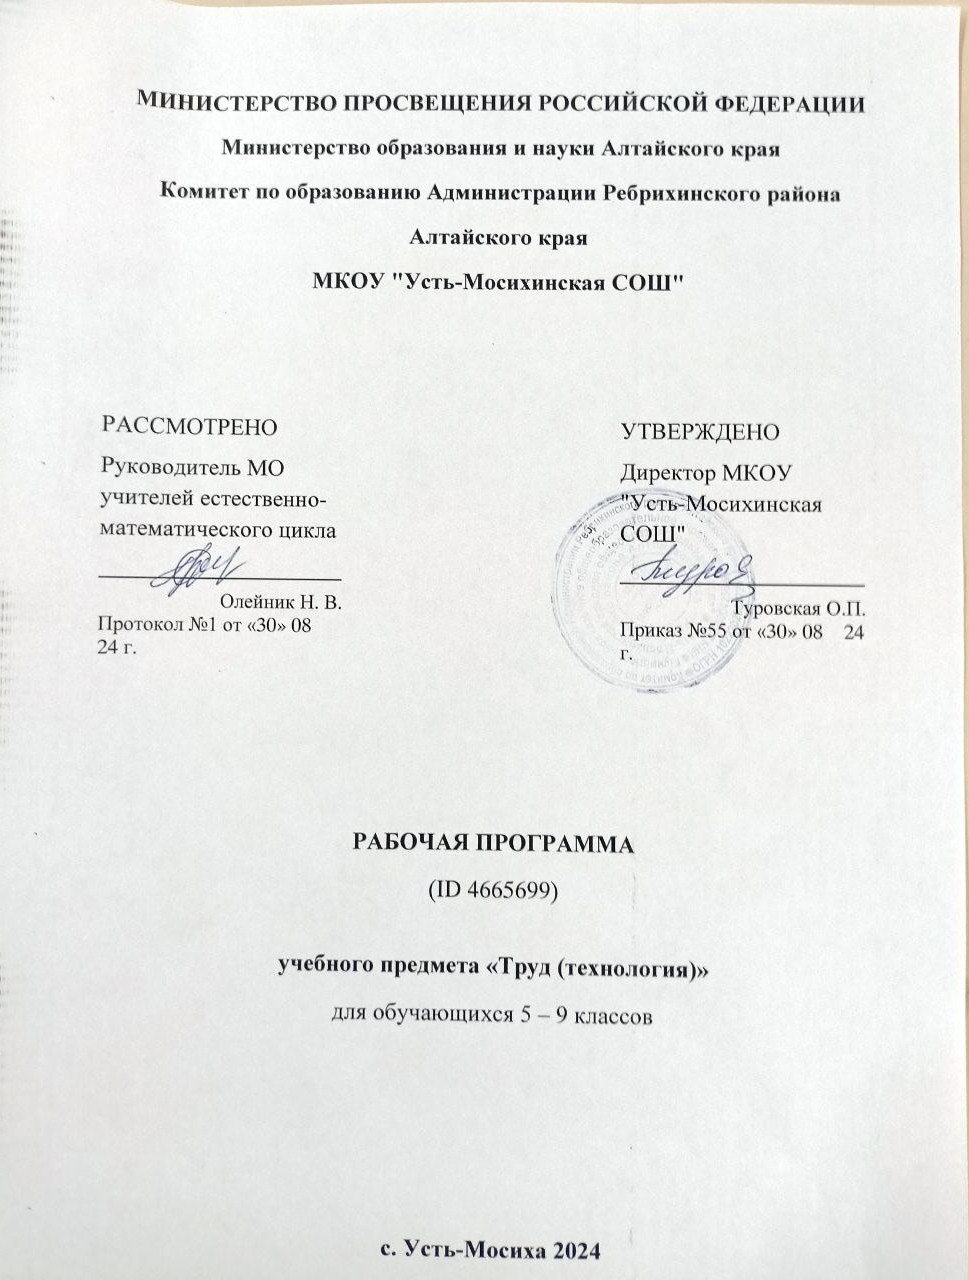 МИНИСТЕРСТВО ПРОСВЕЩЕНИЯ РОССИЙСКОЙ ФЕДЕРАЦИИ
Министерство образования и науки Алтайского края
Комитет по образованию Администрации Ребрихинского района
Алтайского края
МКОУ "Усть-Мосихинская СОШ"
РАССМОТРЕНО
Руководитель МО
учителей естественно-
математического цикла
Олейник Н. В.
Протокол №1 от «30» 08
24 г.
УТВЕРЖДЕНО
Директор МКОУ
"Усть-Мосихинская
СОШ"
Туровская О.П.
Приказ №55 от «30» 08 24
г.
РАБОЧАЯ ПРОГРАММА
(ID 4665699)
учебного предмета «Труд (технология)»
для обучающихся 5 – 9 классов
с. Усть-Мосиха 2024